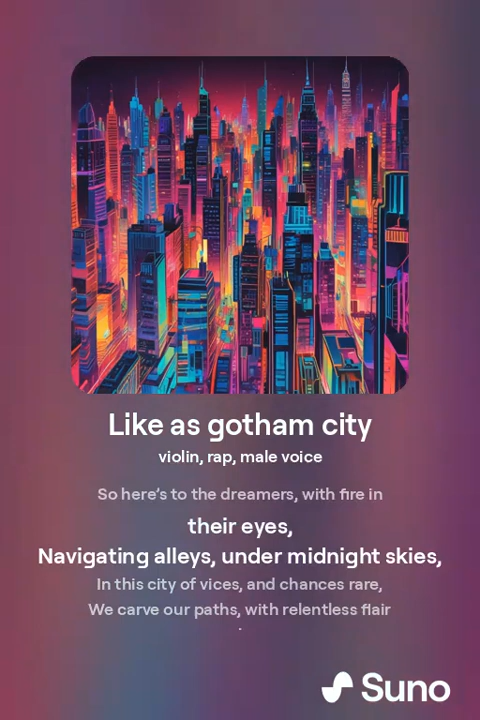 Like as gotham city
violin, rap, male voice
So here's to the dreamers, with fire in
their eyes,
Navigating alleys, under midnight skies,
In this city of vices, and chances rare,
We carve our paths, with relentless flair
.
Suno